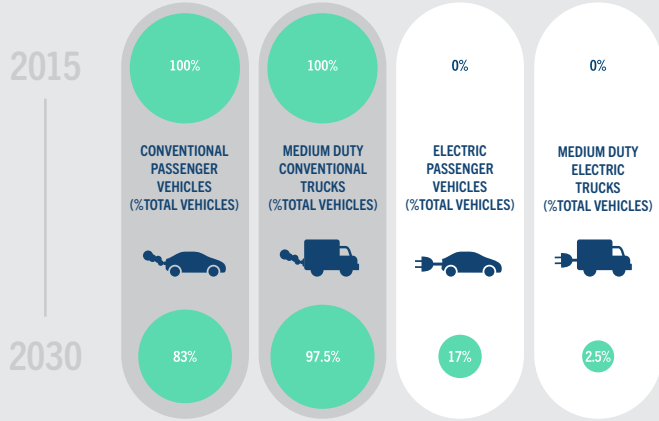 2015
100%
100%
0%
0%
CONVENTIONAL
PASSENGER
VEHICLES
(%TOTAL VEHICLES)
MEDIUM DUTY
CONVENTIONAL
TRUCKS
(%TOTAL VEHICLES)
ELECTRIC
PASSENGER
VEHICLES
(%TOTAL VEHICLES)
MEDIUM DUTY
ELECTRIC
TRUCKS
(%TOTAL VEHICLES)
2030
83%
97.5%
17%
2.5%